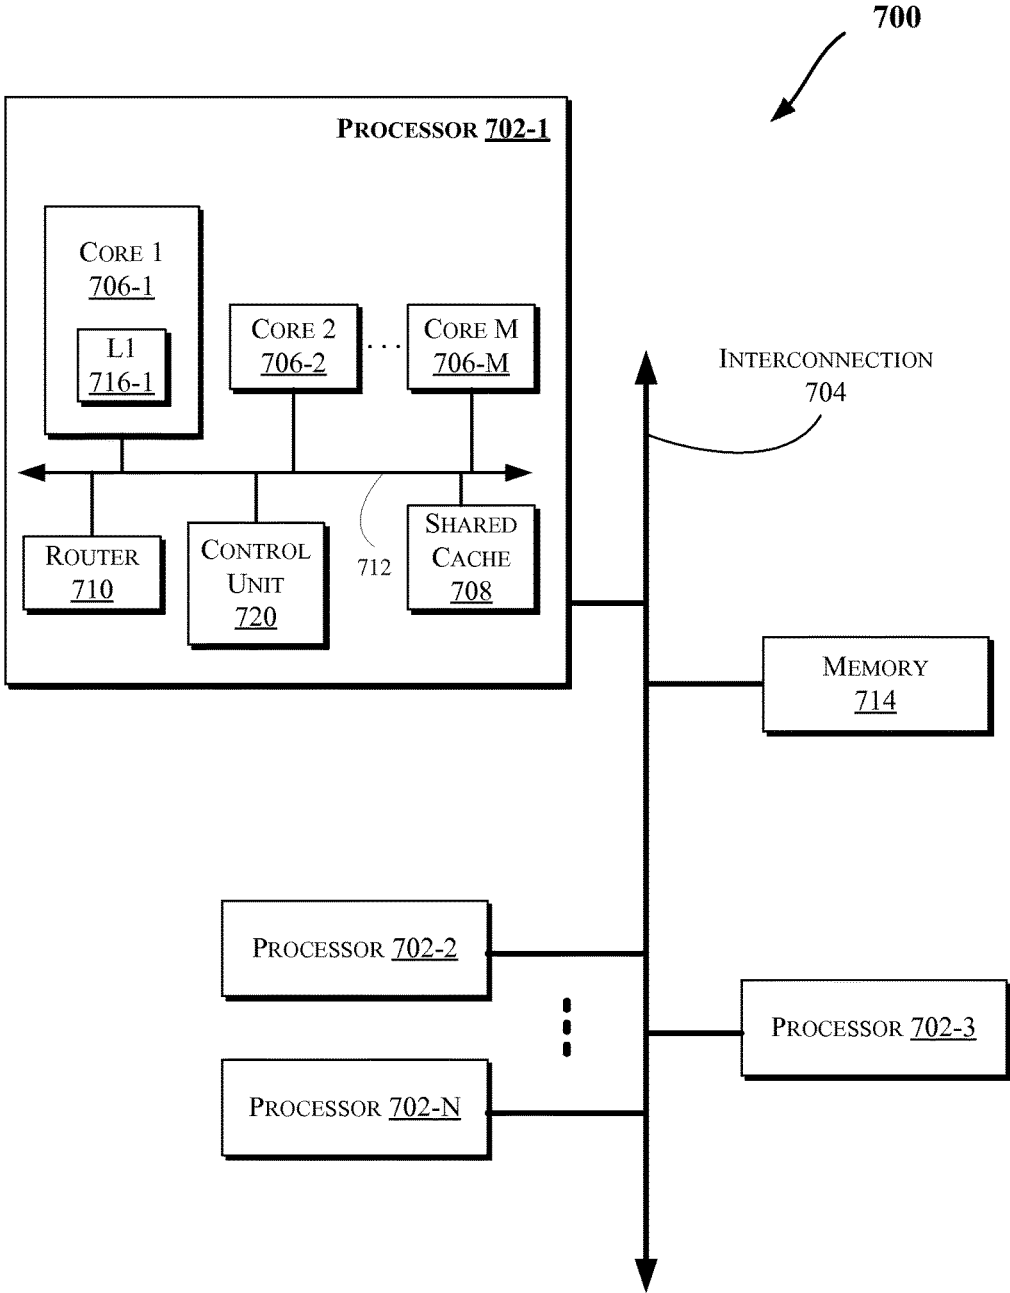 700
PROCESSOR 702-1
CORE 1
706-1
L1
716-1
CORE 2
706-2
CORE M
706-M
INTERCONNECTION
704
ROUTER
710
CONTROL
UNIT
720
712
SHARED
CACHE
708
MEMORY
714
PROCESSOR 702-2
PROCESSOR 702-3
PROCESSOR 702-N